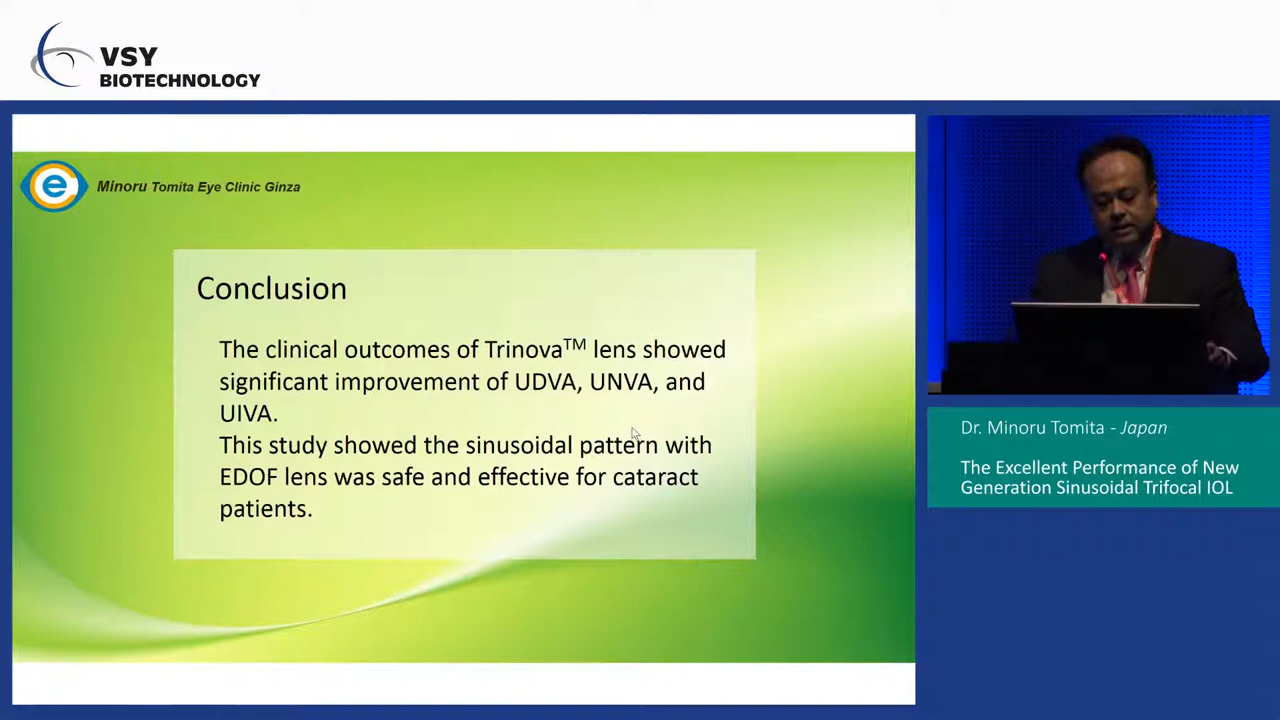 VSY
BIOTECHNOLOGY
e
Minoru Tomita Eye Clinic Ginza
Conclusion
The clinical outcomes of Trinova™ lens showed
significant improvement of UDVA, UNVA, and
UIVA.
This study showed the sinusoidal pattern with
EDOF lens was safe and effective for cataract
patients.
Dr. Minoru Tomita - Japan
The Excellent Performance of New
Generation Sinusoidal Trifocal IOL